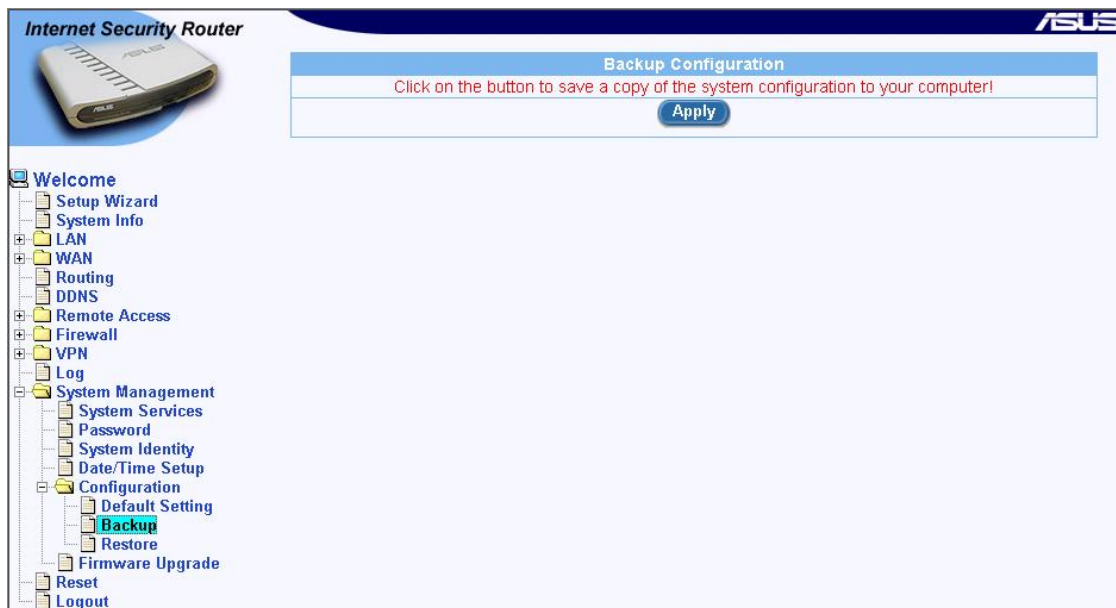 Internet Security Router
ASUS
ASUS
ASUS
Backup Configuration
Click on the button to save a copy of the system configuration to your computer!
Apply
Welcome
Setup Wizard
System Info
LAN
WAN
Routing
DDNS
Remote Access
Firewall
VPN
Log
System Management
System Services
Password
System Identity
Date/Time Setup
Configuration
Default Setting
Backup
Restore
Firmware Upgrade
Reset
Logout